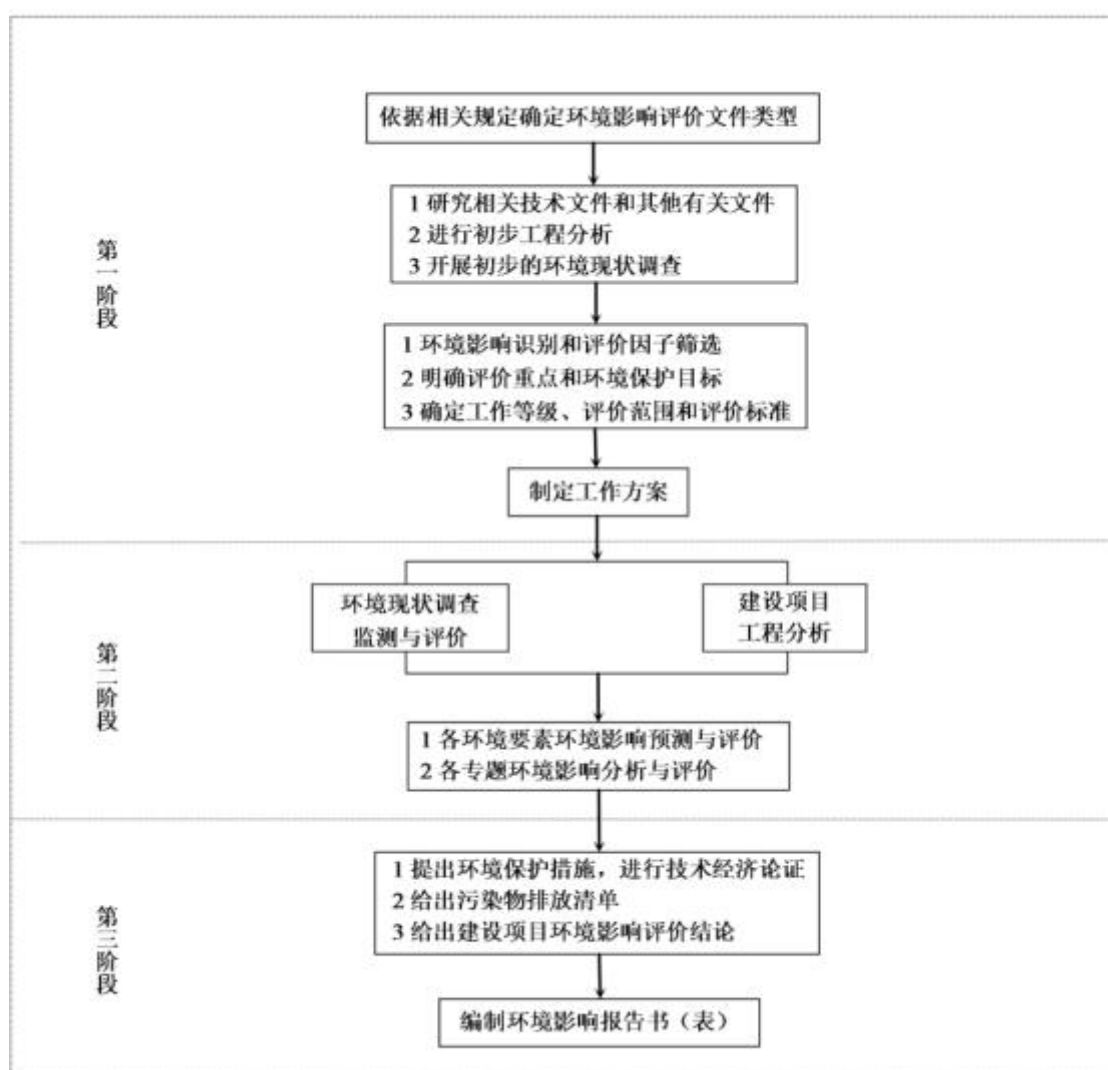 依据相关规定确定环境影响评价文件类型
1 研究相关技术文件和其他有关文件
2 进行初步工程分析
3 开展初步的环境现状调查
第一阶段
1 环境影响识别和评价因子筛选
2 明确评价重点和环境保护目标
3 确定工作等级、评价范围和评价标准
制定工作方案
环境现状调查
监测与评价
建设项目
工程分析
第二阶段
1 各环境要素环境影响预测与评价
2 各专题环境影响分析与评价
1 提出环境保护措施，进行技术经济论证
2 给出污染物排放清单
3 给出建设项目环境影响评价结论
第三阶段
编制环境影响报告书（表）